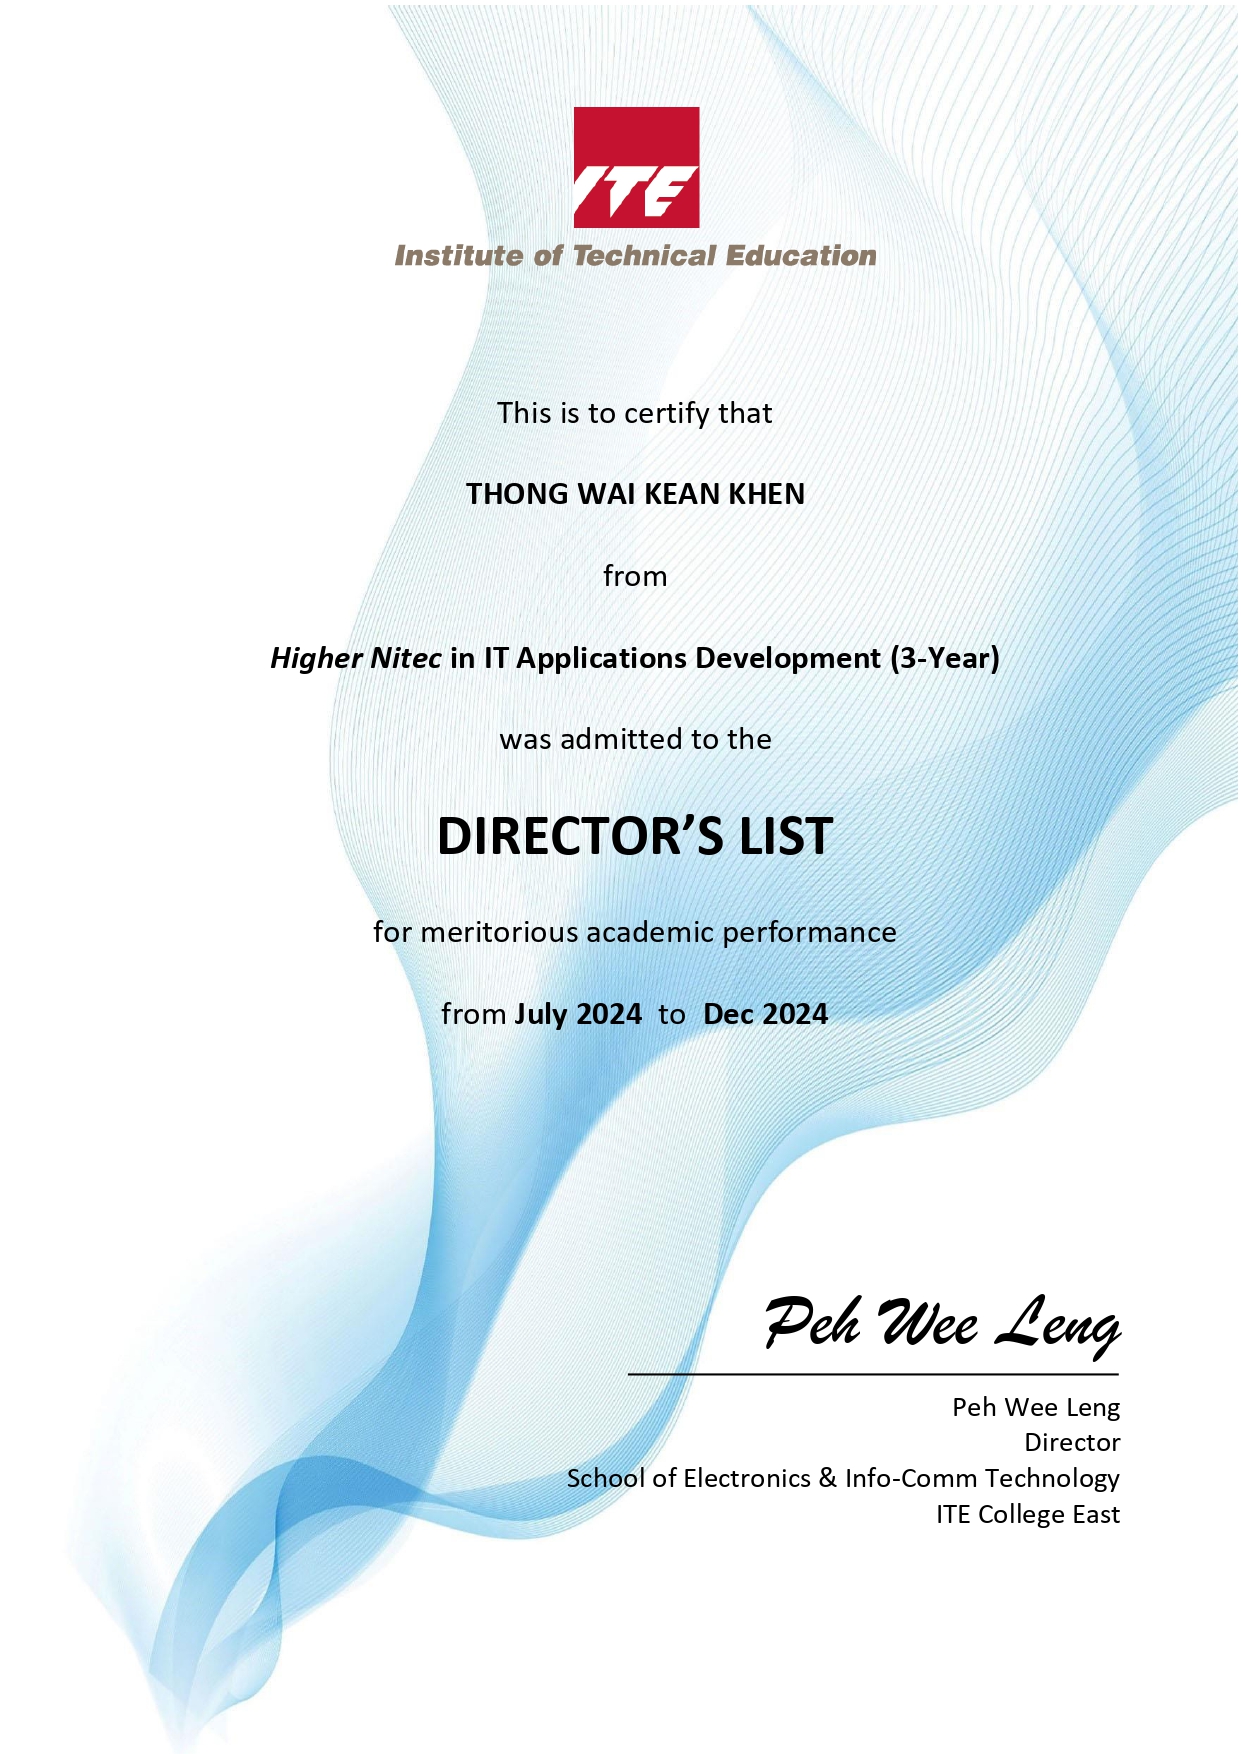 ITE
Institute of Technical Education
This is to certify that
THONG WAI KEAN KHEN
from
Higher Nitec in IT Applications Development (3-Year)
was admitted to the
DIRECTOR’S LIST
for meritorious academic performance
from July 2024 to Dec 2024
Peh Wee Leng
Peh Wee Leng
Director
School of Electronics & Info-Comm Technology
ITE College East